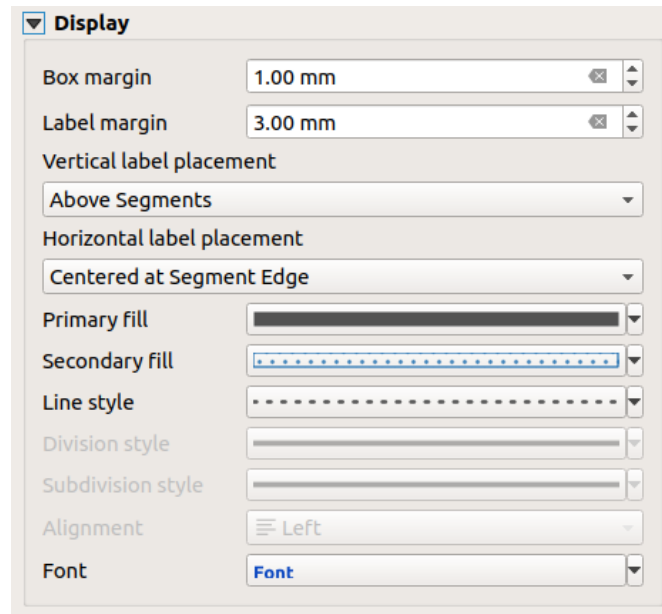 Display
Box margin 1.00 mm
Label margin 3.00 mm
Vertical label placement
Above Segments
Horizontal label placement
Centered at Segment Edge
Primary fill
Secondary fill
Line style
Division style
Subdivision style
Alignment Left
Font Font